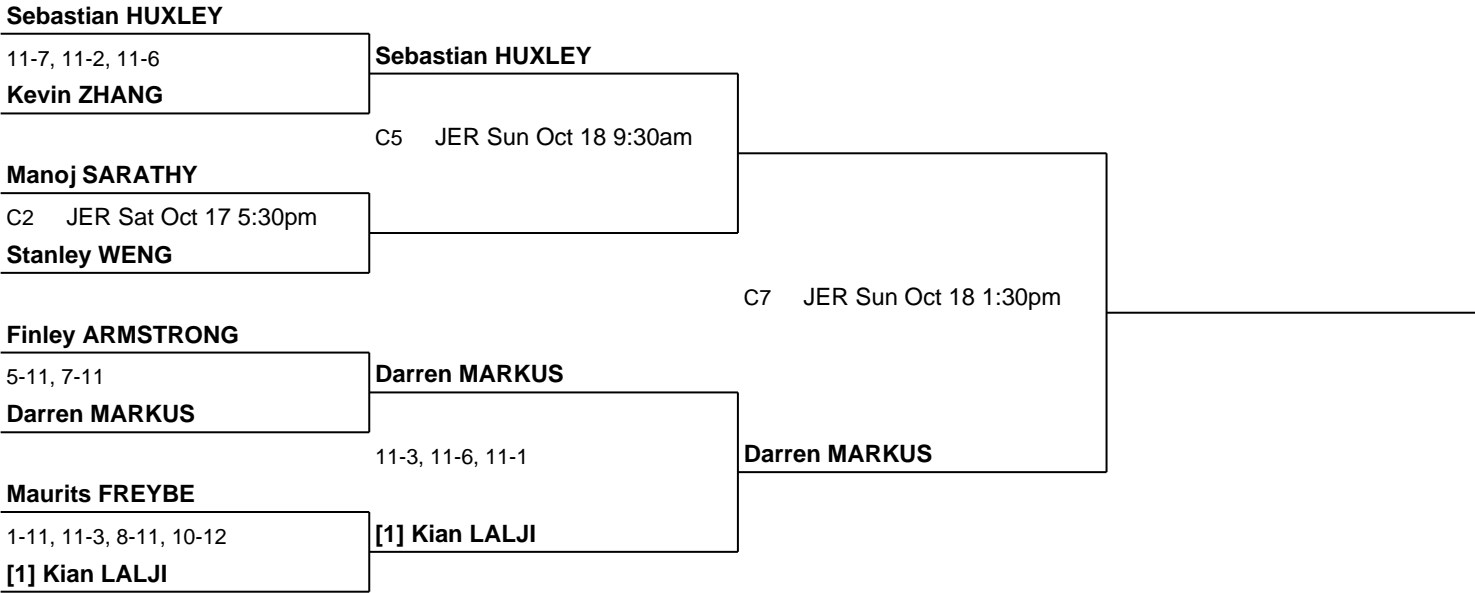 Sebastian HUXLEY
11-7, 11-2, 11-6
Kevin ZHANG
Sebastian HUXLEY
C5 JER Sun Oct 18 9:30am
Manoj SARATHY
C2 JER Sat Oct 17 5:30pm
Stanley WENG
C7 JER Sun Oct 18 1:30pm
Finley ARMSTRONG
5-11, 7-11
Darren MARKUS
Darren MARKUS
11-3, 11-6, 11-1
Darren MARKUS
Maurits FREYBE
1-11, 11-3, 8-11, 10-12
[1] Kian LALJI
[1] Kian LALJI